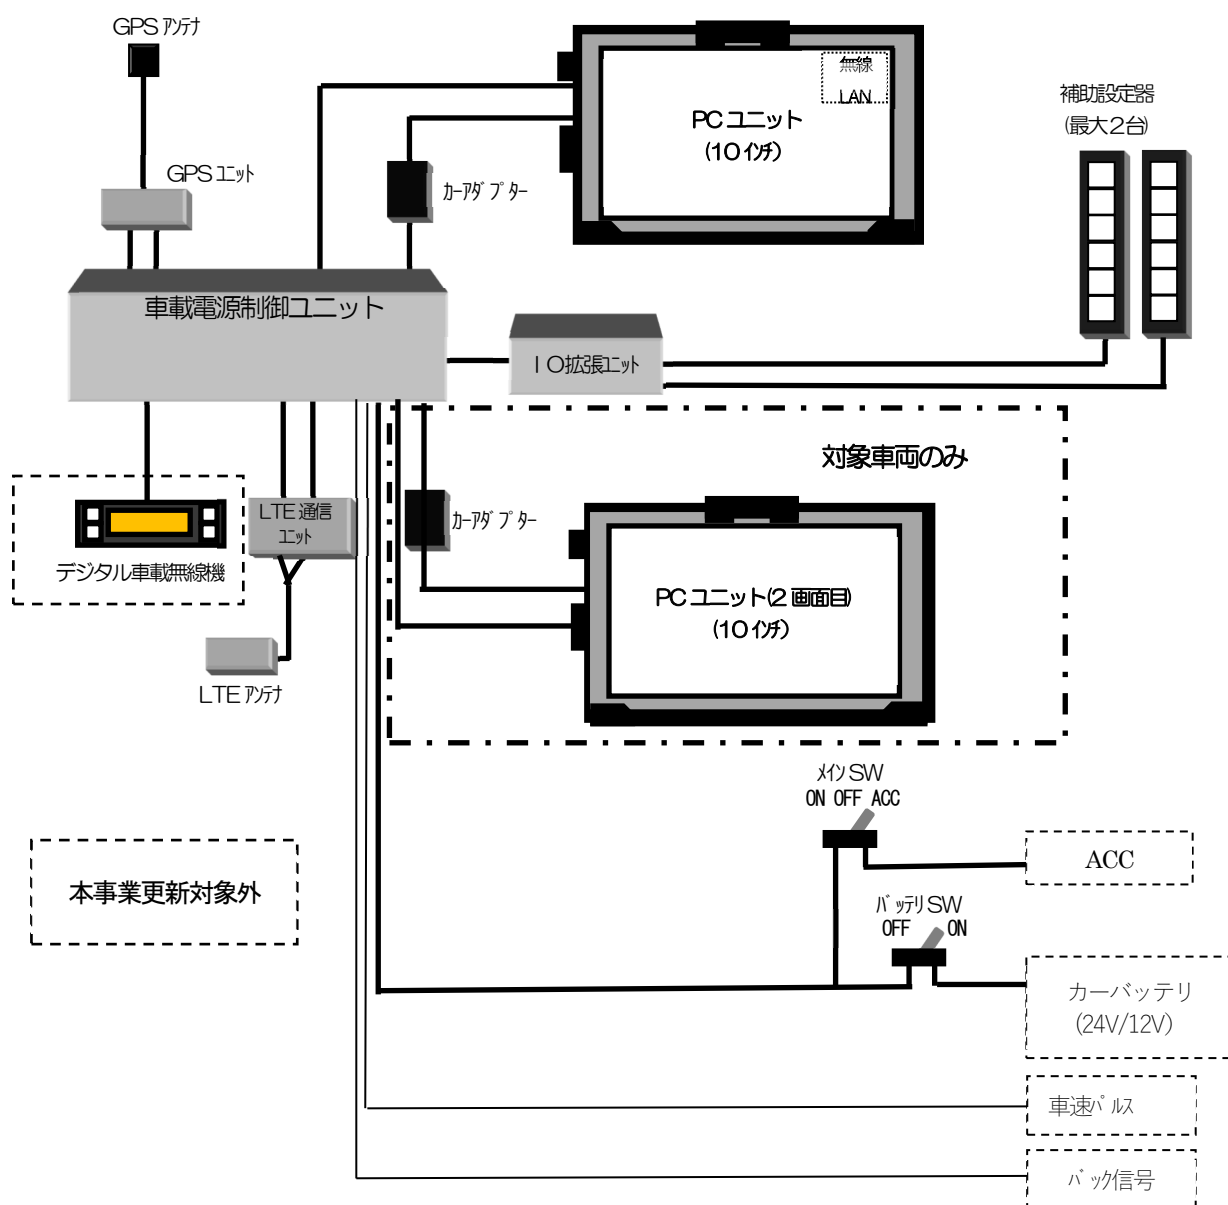 GPS ｱﾝﾃﾅ
無線
LAN
PC ユニット
(10 ｲﾝﾁ)
補助設定器
(最大2台)
GPS ﾕﾆｯﾄ
ｶｰｱﾀﾞﾌﾟﾀｰ
車載電源制御ユニット
IO拡張ﾕﾆｯﾄ
対象車両のみ
LTE 通信
ﾕﾆｯﾄ
ｶｰｱﾀﾞﾌﾟﾀｰ
デジタル車載無線機
PC ユニット(2 画面目)
(10 ｲﾝﾁ)
LTE ｱﾝﾃﾅ
ﾒｲﾝ SW
ON OFF ACC
ACC
本事業更新対象外
ﾊﾞｯﾃﾘ SW
OFF ON
カーバッテリ
(24V/12V)
車速ﾊﾟﾙｽ
ﾊﾞｯｸ信号